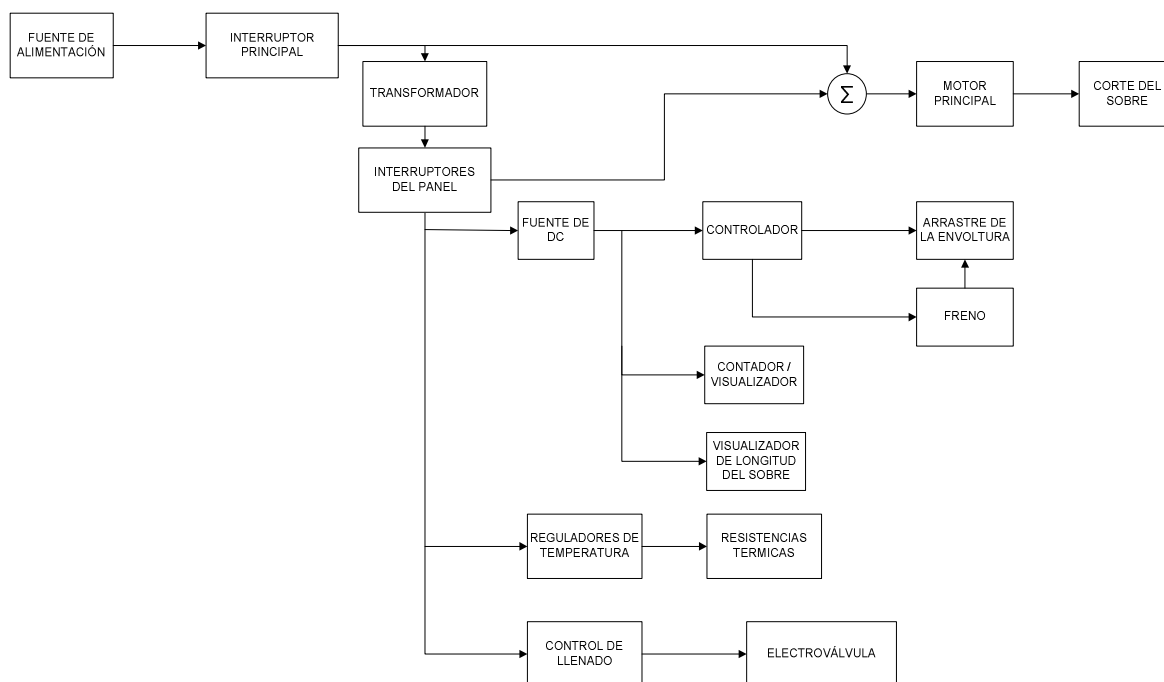 FUENTE DE
ALIMENTACIÓN
INTERRUPTOR
PRINCIPAL
TRANSFORMADOR
Σ
MOTOR
PRINCIPAL
CORTE DEL
SOBRE
INTERRUPTORES
DEL PANEL
FUENTE DE
DC
CONTROLADOR
ARRASTRE DE
LA ENVOLTURA
FRENO
CONTADOR /
VISUALIZADOR
VISUALIZADOR
DE LONGITUD
DEL SOBRE
REGULADORES DE
TEMPERATURA
RESISTENCIAS
TERMICAS
CONTROL DE
LLENADO
ELECTROVÁLVULA